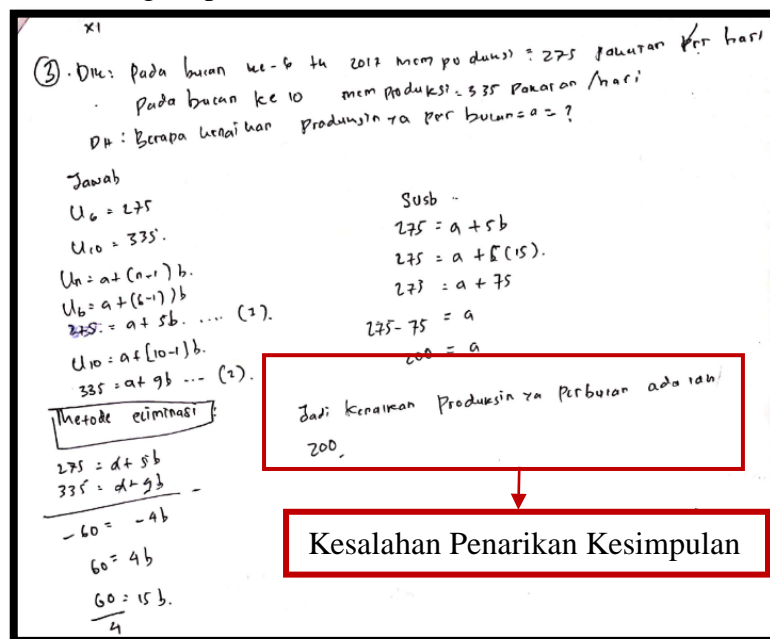 XI
③. Dik: Pada bulan ke-6 th 2017 memproduksi = 275 Pakaian Per hari
Pada bulan ke 10 memproduksi = 335 Pakaian /hari
Dit : Berapa kenaikan Produksinya per bulan = a = ?
Jawab
U₆ = 275
U₁₀ = 335.
Un = a + (n-1) b.
U₆ = a + (6-1) b
275 = a + 5b. .... (1).
U₁₀ = a + (10-1) b.
335 = a + 9b ... (2).
Metode eliminasi :
275 = a + 5b
335 = a + 9b
-
-60 = -4b
60 = 4b
60/4 = 15 b.
Susb ..
275 = a + 5b
275 = a + 5(15).
275 = a + 75
275 - 75 = a
200 = a
Jadi kenaikan Produksinya Perbulan adalah
200.
Kesalahan Penarikan Kesimpulan